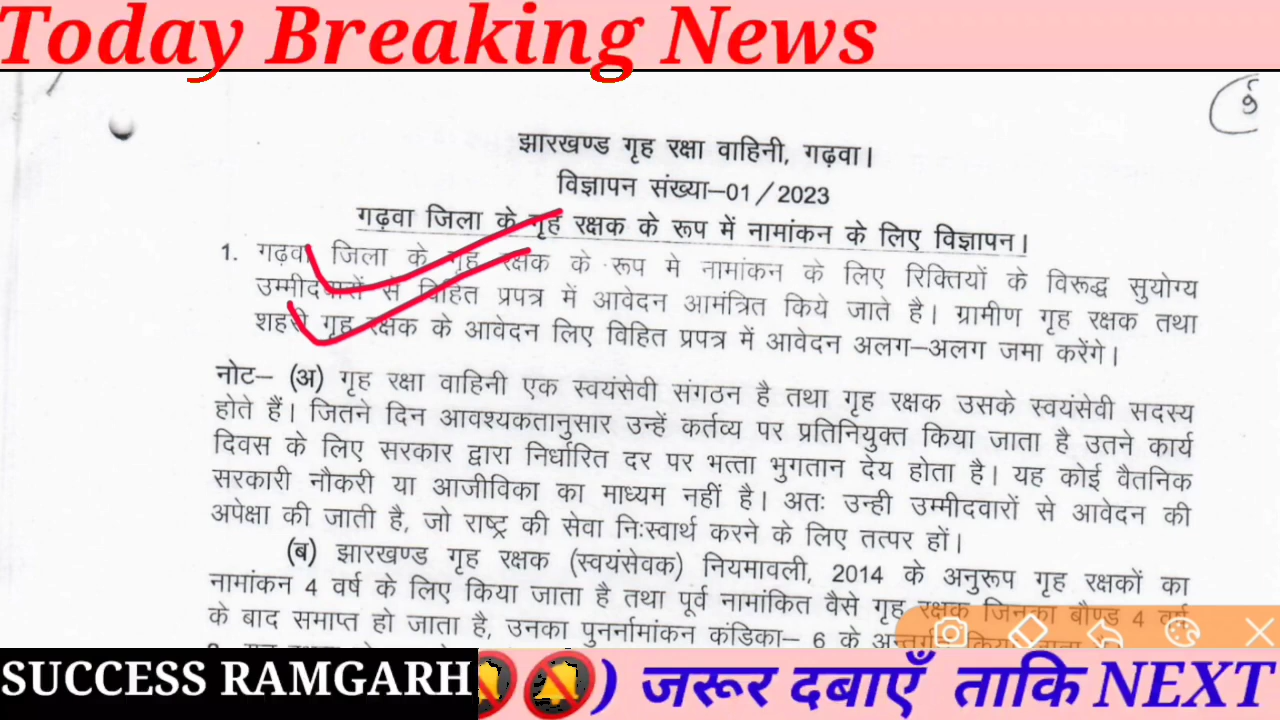 Today Breaking News
9
झारखण्ड गृह रक्षा वाहिनी, गढ़वा।
विज्ञापन संख्या–01/2023
गढ़वा जिला के गृह रक्षक के रूप में नामांकन के लिए विज्ञापन।
1. गढ़वा जिला के गृह रक्षक के रूप मे नामांकन के लिए रिक्तियों के विरूद्ध सुयोग्य
उम्मीदवारों से विहित प्रपत्र में आवेदन आमंत्रित किये जाते है। ग्रामीण गृह रक्षक तथा
शहरी गृह रक्षक के आवेदन लिए विहित प्रपत्र में आवेदन अलग–अलग जमा करेंगे।
नोट– (अ) गृह रक्षा वाहिनी एक स्वयंसेवी संगठन है तथा गृह रक्षक उसके स्वयंसेवी सदस्य
होते हैं। जितने दिन आवश्यकतानुसार उन्हें कर्तव्य पर प्रतिनियुक्त किया जाता है उतने कार्य
दिवस के लिए सरकार द्वारा निर्धारित दर पर भत्ता भुगतान देय होता है। यह कोई वैतनिक
सरकारी नौकरी या आजीविका का माध्यम नहीं है। अतः उन्ही उम्मीदवारों से आवेदन की
अपेक्षा की जाती है, जो राष्ट्र की सेवा निःस्वार्थ करने के लिए तत्पर हों।
(ब) झारखण्ड गृह रक्षक (स्वयंसेवक) नियमावली, 2014 के अनुरूप गृह रक्षकों का
नामांकन 4 वर्ष के लिए किया जाता है तथा पूर्व नामांकित वैसे गृह रक्षक जिनका बौण्ड 4 वर्ष
के बाद समाप्त हो जाता है, उनका पुनर्नामांकन कंडिका– 6 के अन्तर्गत किया जाता
SUCCESS RAMGARH
) जरूर दबाएँ ताकि NEXT